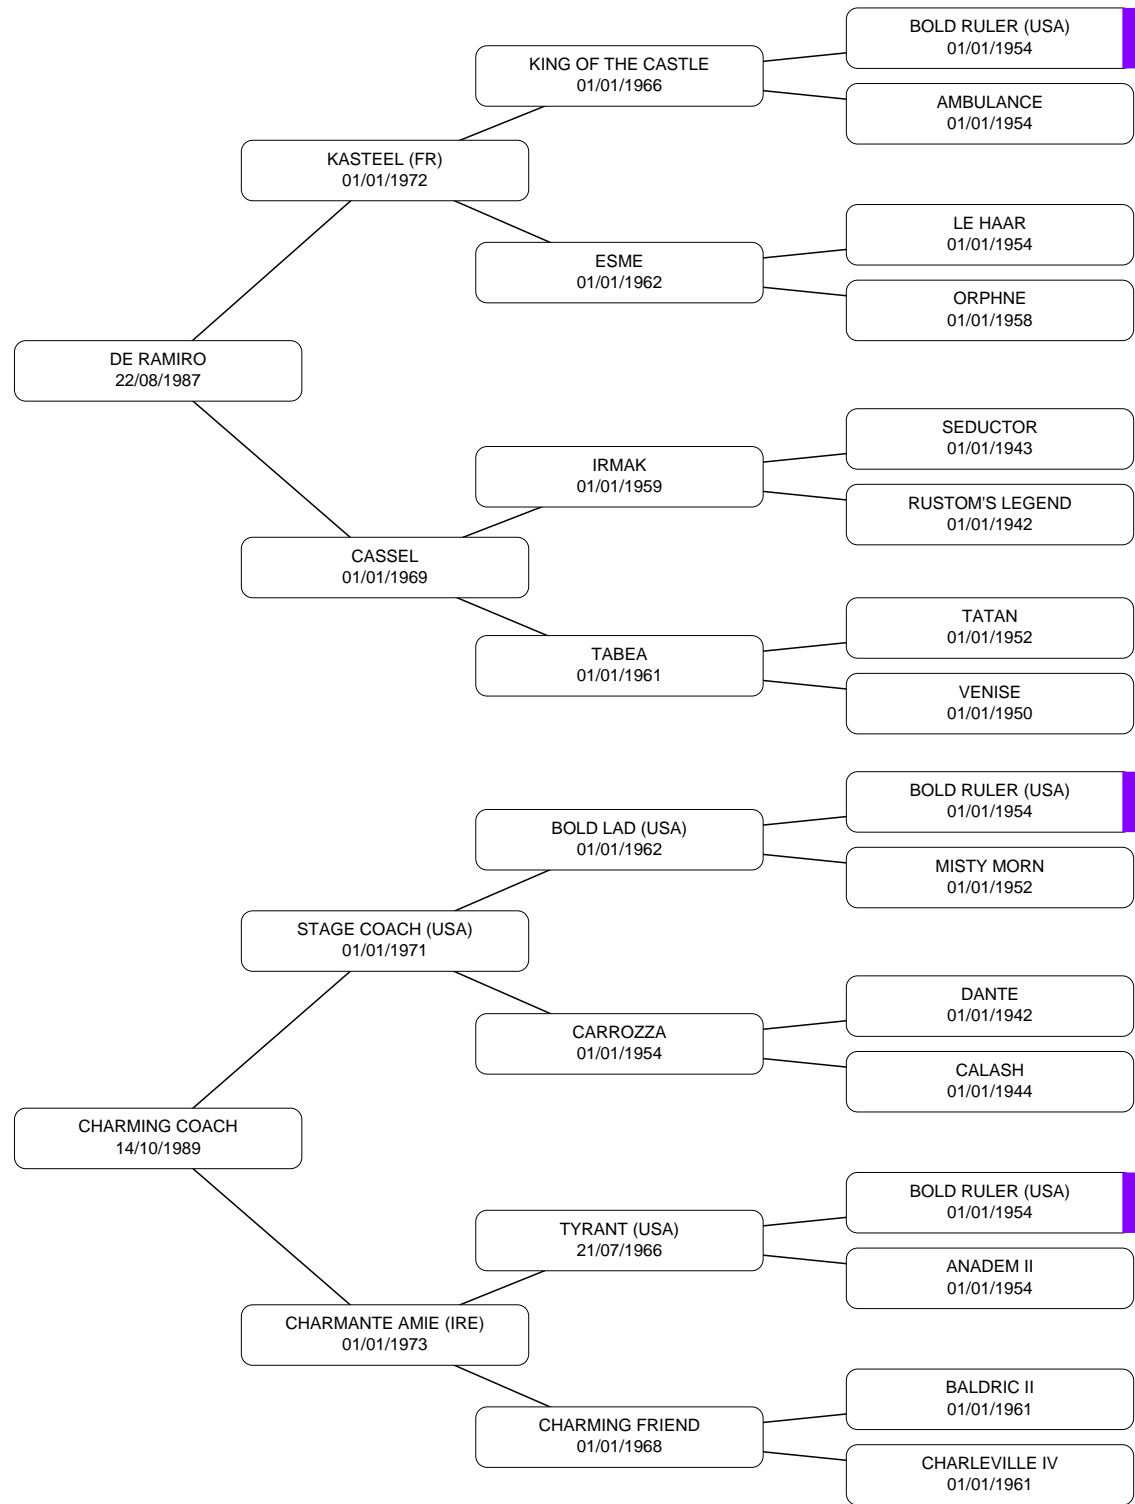 BOLD RULER (USA)
01/01/1954
KING OF THE CASTLE
01/01/1966
AMBULANCE
01/01/1954
KASTEEL (FR)
01/01/1972
LE HAAR
01/01/1954
ESME
01/01/1962
ORPHNE
01/01/1958
DE RAMIRO
22/08/1987
SEDUCTOR
01/01/1943
IRMAK
01/01/1959
RUSTOM'S LEGEND
01/01/1942
CASSEL
01/01/1969
TATAN
01/01/1952
TABEA
01/01/1961
VENISE
01/01/1950
BOLD RULER (USA)
01/01/1954
BOLD LAD (USA)
01/01/1962
MISTY MORN
01/01/1952
STAGE COACH (USA)
01/01/1971
DANTE
01/01/1942
CARROZZA
01/01/1954
CALASH
01/01/1944
CHARMING COACH
14/10/1989
BOLD RULER (USA)
01/01/1954
TYRANT (USA)
21/07/1966
ANADEM II
01/01/1954
CHARMANTE AMIE (IRE)
01/01/1973
BALDRIC II
01/01/1961
CHARMING FRIEND
01/01/1968
CHARLEVILLE IV
01/01/1961